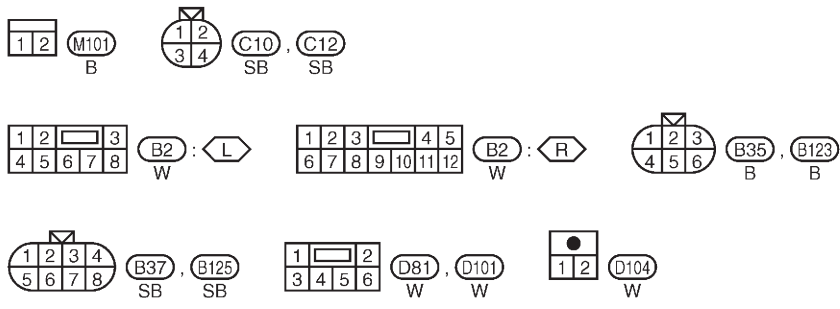 1 2 M101 B
1 2 3 4 C10 SB , C12 SB
1 2 3
4 5 6 7 8
B2 : L
W
1 2 3 4 5
6 7 8 9 10 11 12
B2 : R
W
1 2 3
4 5 6
B35 , B123
B B
1 2 3 4
5 6 7 8
B37 , B125
SB SB
1 2
3 4 5 6
D81 , D101
W W
1 2 D104
W